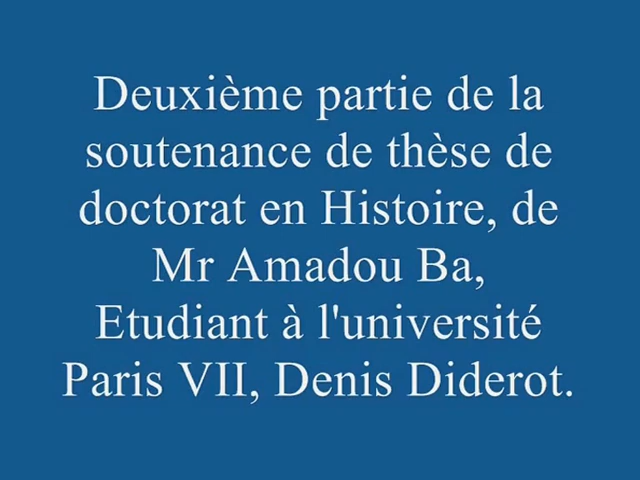 Deuxième partie de la
soutenance de thèse de
doctorat en Histoire, de
Mr Amadou Ba,
Etudiant à l'université
Paris VII, Denis Diderot.